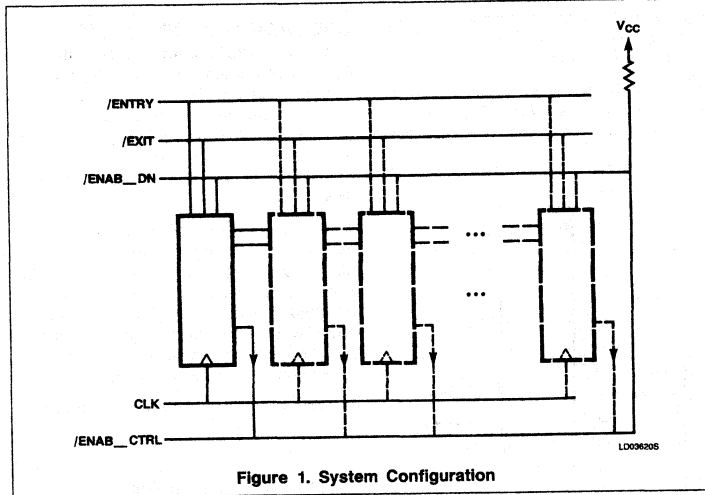 VCC
/ENTRY
/EXIT
/ENAB__DN
...
...
CLK
/ENAB__CTRL
LD03620S
Figure 1. System Configuration